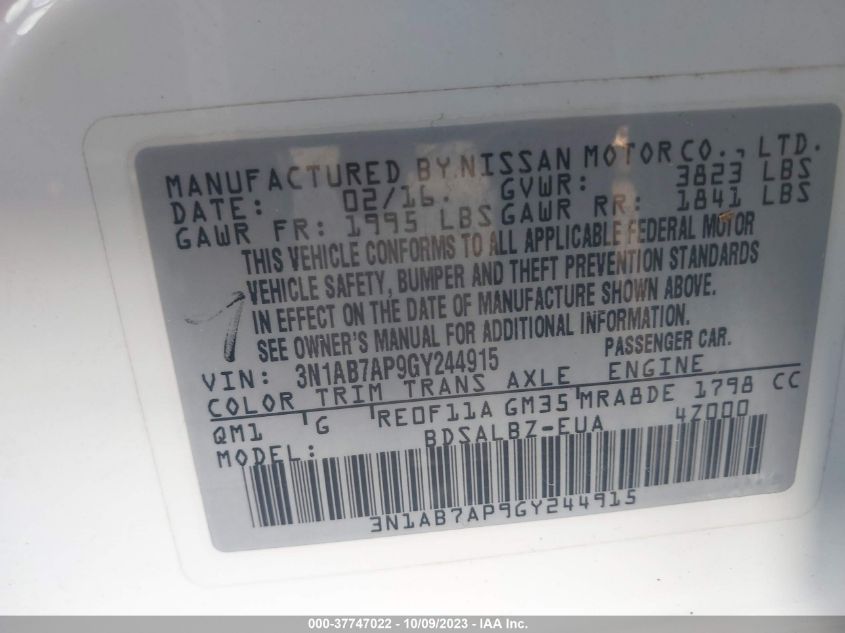 MANUFACTURED BY.NISSAN MOTOR CO., LTD.
DATE: 02/16. GVWR: 3823 LBS
GAWR FR: 1995 LBS GAWR RR: 1841 LBS
THIS VEHICLE CONFORMS TO ALL APPLICABLE FEDERAL MOTOR
VEHICLE SAFETY, BUMPER AND THEFT PREVENTION STANDARDS
IN EFFECT ON THE DATE OF MANUFACTURE SHOWN ABOVE.
SEE OWNER'S MANUAL FOR ADDITIONAL INFORMATION.
VIN: 3N1AB7AP9GY244915 PASSENGER CAR.
COLOR TRIM TRANS AXLE ENGINE
QM1 G RE0F11A GM35 MRA8DE 1798 CC
MODEL: BDSALBZ-EUA 4Z000
3N1AB7AP9GY244915
000-37747022 - 10/09/2023 - IAA Inc.